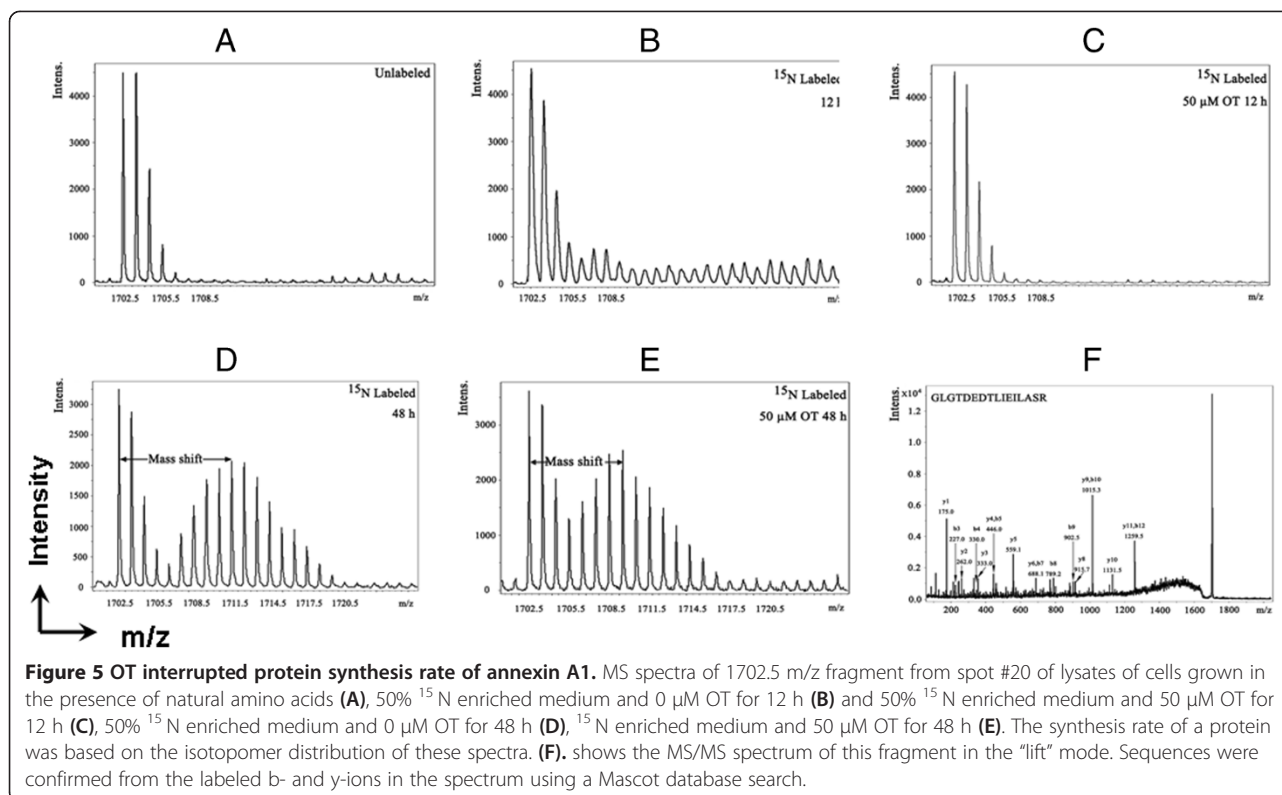 A
B
C
Intens.
Unlabeled
4000
3000
2000
1000
0
1702.5 1705.5 1708.5 m/z
Intens.
15N Labeled
12 h
4000
3000
2000
1000
0
1702.5 1705.5 1708.5 m/z
Intens.
15N Labeled
50 µM OT 12 h
4000
3000
2000
1000
0
1702.5 1705.5 1708.5 m/z
D
E
F
Intens.
15N Labeled
48 h
3000
2500
2000
1500
1000
500
0
Mass shift
1702.5 1705.5 1708.5 1711.5 1714.5 1717.5 1720.5 m/z
Intens.
15N Labeled
50 µM OT 48 h
3000
2000
1000
0
Mass shift
1702.5 1705.5 1708.5 1711.5 1714.5 1717.5 1720.5 m/z
Intens.
x10⁴
GLGTDEDTLIEILASR
1.2
1.0
0.8
0.6
0.4
0.2
0.0
y1
175.0
b3
227.0
y2
262.0
b4
330.0
y3
333.0
y4,b5
446.0
y5
559.1
y6,b7
688.1
b8
789.2
b9
902.5
y8
915.7
y9,b10
1015.3
y10
1131.5
y11,b12
1259.5
200 400 600 800 1000 1200 1400 1600 1800 m/z
Intensity
m/z
Figure 5 OT interrupted protein synthesis rate of annexin A1. MS spectra of 1702.5 m/z fragment from spot #20 of lysates of cells grown in
the presence of natural amino acids (A), 50% 15N enriched medium and 0 µM OT for 12 h (B) and 50% 15N enriched medium and 50 µM OT for
12 h (C), 50% 15N enriched medium and 0 µM OT for 48 h (D), 15N enriched medium and 50 µM OT for 48 h (E). The synthesis rate of a protein
was based on the isotopomer distribution of these spectra. (F). shows the MS/MS spectrum of this fragment in the “lift” mode. Sequences were
confirmed from the labeled b- and y-ions in the spectrum using a Mascot database search.